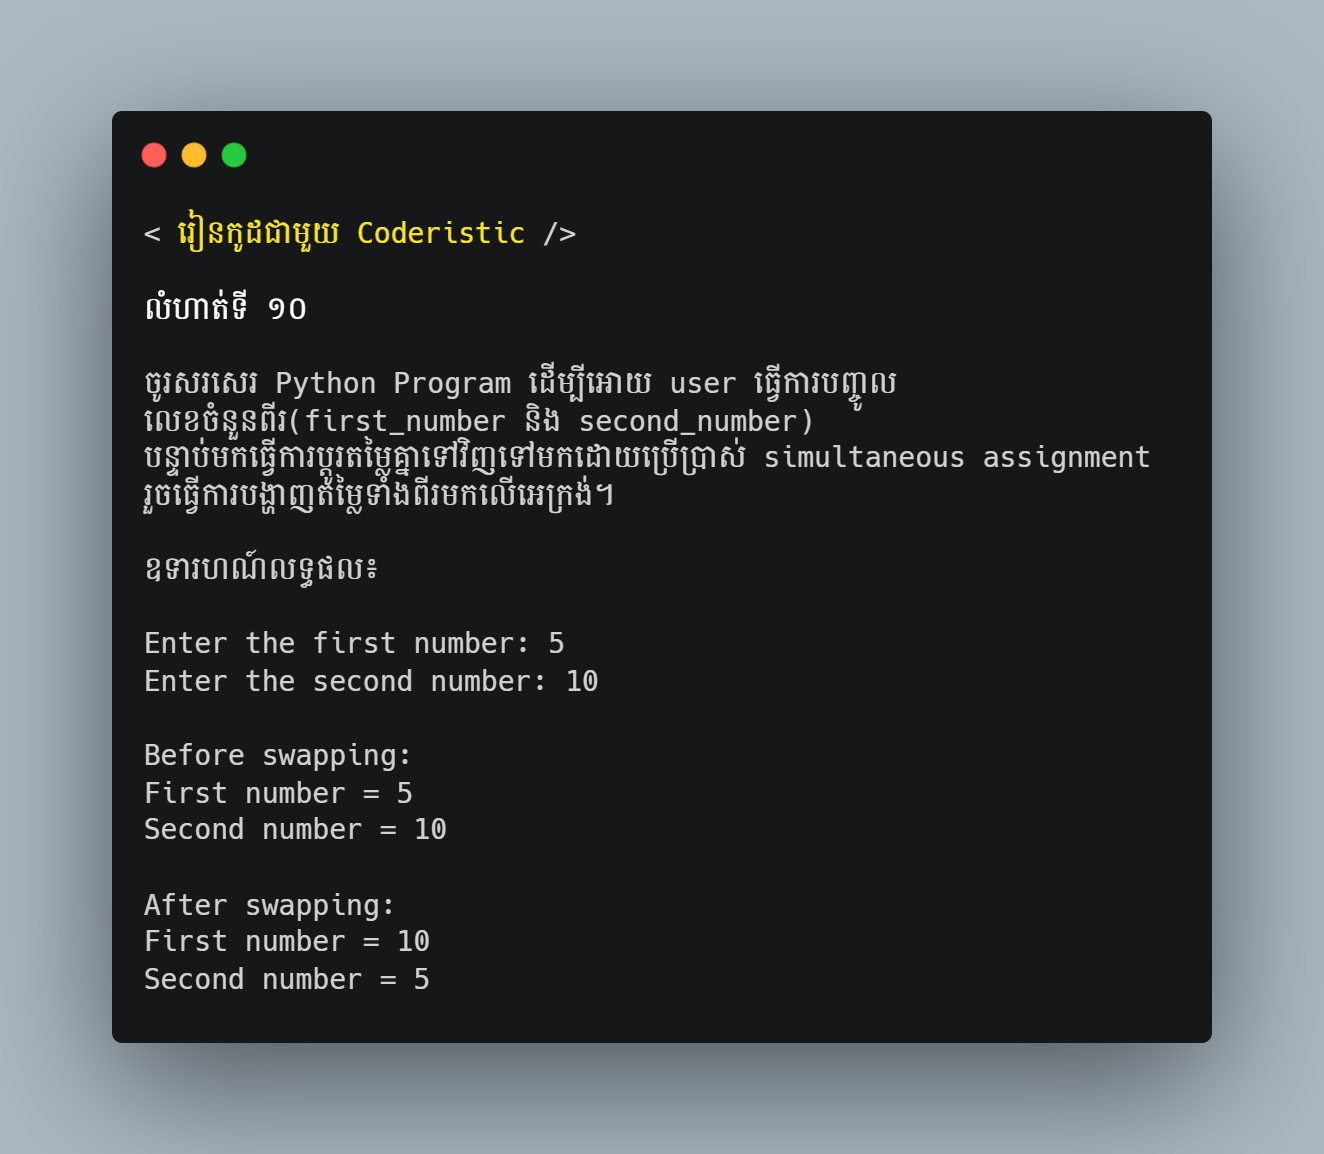 < រៀនកូដជាមួយ Coderistic />
លំហាត់ទី ១០
ចូរសរសេរ Python Program ដើម្បីអោយ user ធ្វើការបញ្ចូល
លេខចំនួនពីរ(first_number និង second_number)
បន្ទាប់មកធ្វើការប្ដូរតម្លៃគ្នាទៅវិញទៅមកដោយប្រើប្រាស់ simultaneous assignment
រួចធ្វើការបង្ហាញតម្លៃទាំងពីរមកលើអេក្រង់។
ឧទារហណ៍លទ្ធផល៖
Enter the first number: 5
Enter the second number: 10
Before swapping:
First number = 5
Second number = 10
After swapping:
First number = 10
Second number = 5